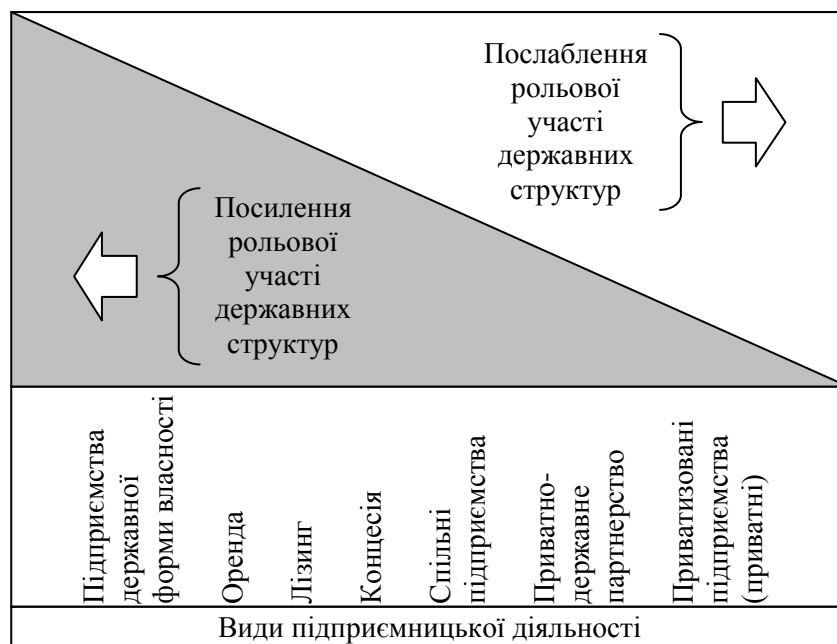 Послаблення
рольової
участі
державних
структур
Посилення
рольової
участі
державних
структур
Підприємства
державної
форми власності
Оренда
Лізинг
Концесія
Спільні
підприємства
Приватно-
державне
партнерство
Приватизовані
підприємства
(приватні)
Види підприємницької діяльності